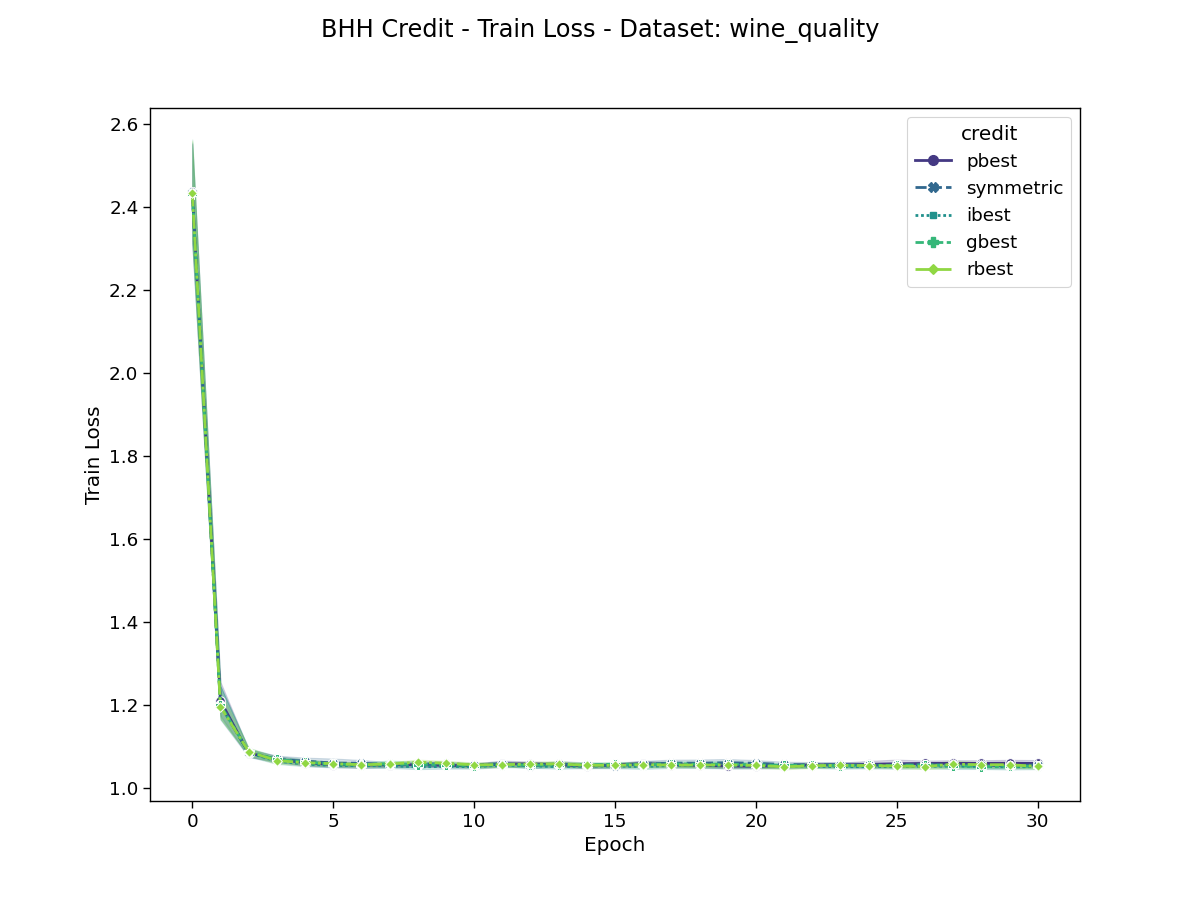 BHH Credit - Train Loss - Dataset: wine_quality
2.6
2.4
2.2
2.0
1.8
1.6
1.4
1.2
1.0
Train Loss
credit
pbest
symmetric
ibest
gbest
rbest
0 5 10 15 20 25 30
Epoch